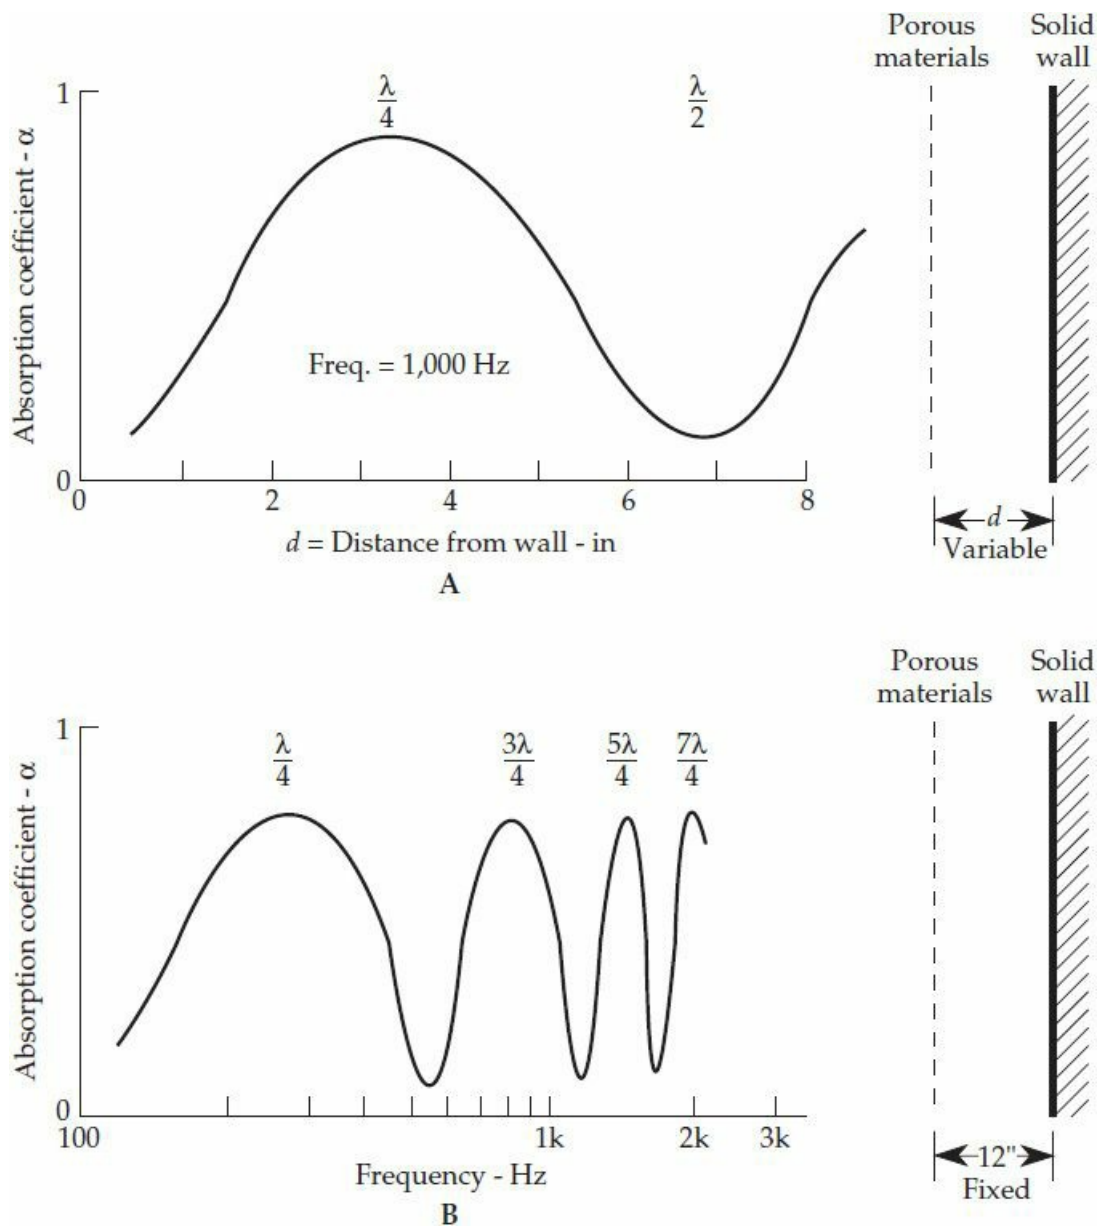 Porous
materials
Solid
wall
1
λ
4
λ
2
Absorption coefficient - α
Freq. = 1,000 Hz
0
0
2
4
6
8
d = Distance from wall - in
A
d
Variable
Porous
materials
Solid
wall
1
λ
4
3λ
4
5λ
4
7λ
4
Absorption coefficient - α
0
100
1k
2k
3k
Frequency - Hz
B
12"
Fixed